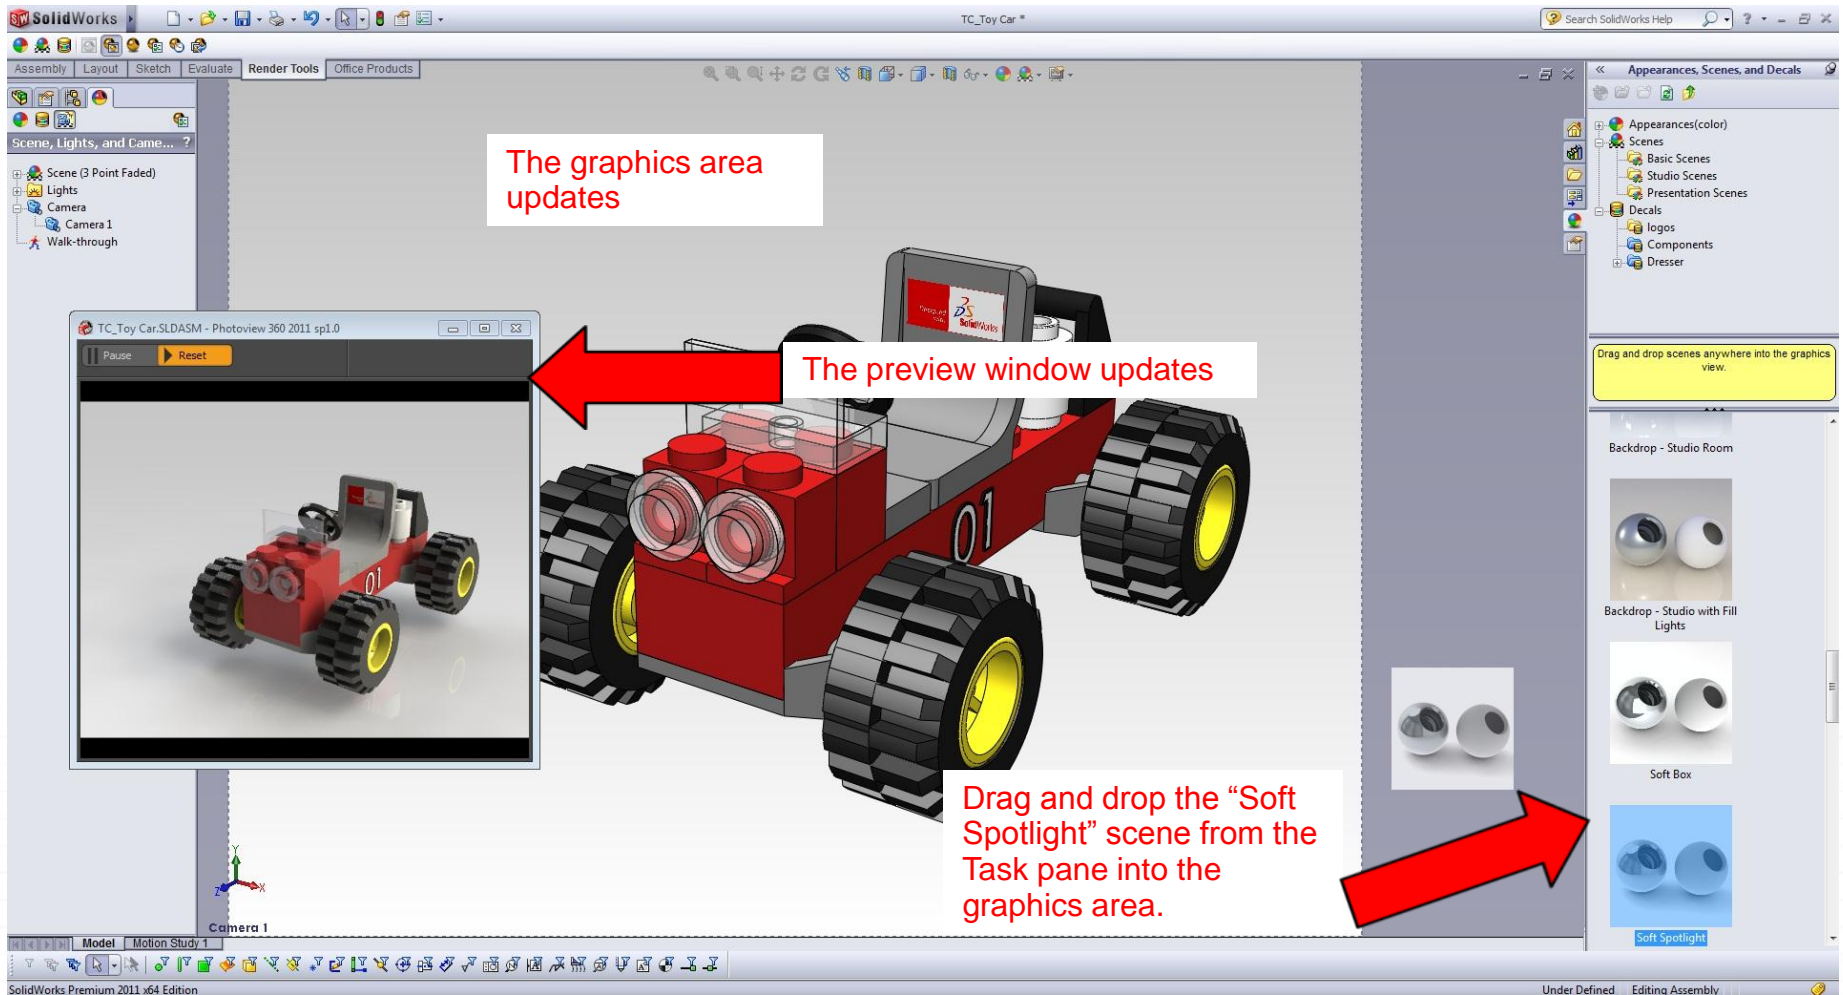 SolidWorks
TC_Toy Car *
Search SolidWorks Help
Assembly Layout Sketch Evaluate Render Tools Office Products
Appearances, Scenes, and Decals
Scene, Lights, and Came... ?
Scene (3 Point Faded)
Lights
Camera
Camera 1
Walk-through
The graphics area
updates
Appearances(color)
Scenes
Basic Scenes
Studio Scenes
Presentation Scenes
Decals
logos
Components
Dresser
TC_Toy Car.SLDASM - Photoview 360 2011 sp1.0
Pause Reset
SolidWorks
The preview window updates
01
01
Drag and drop scenes anywhere into the graphics
view.
Backdrop - Studio Room
Backdrop - Studio with Fill
Lights
Soft Box
Soft Spotlight
Drag and drop the “Soft
Spotlight” scene from the
Task pane into the
graphics area.
Y
X
Z
Camera 1
Model Motion Study 1
SolidWorks Premium 2011 x64 Edition
Under Defined Editing Assembly